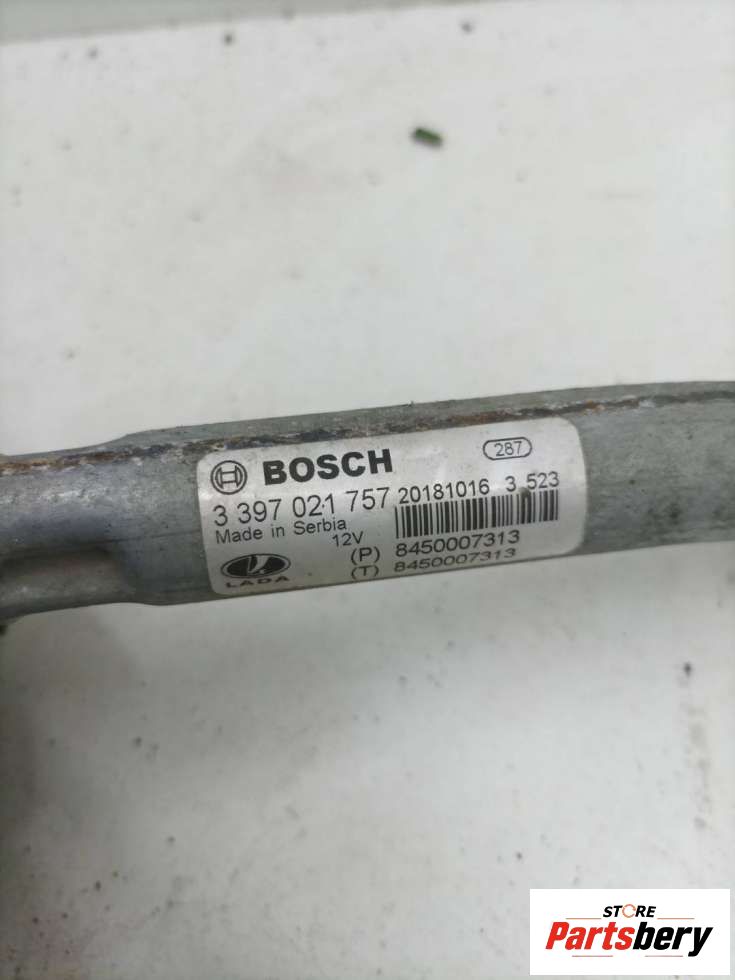 BOSCH 287
3 397 021 757 20181016 3 523
Made in Serbia
12V
(P) 8450007313
LADA
(T) 8450007313
STORE
Partsbery